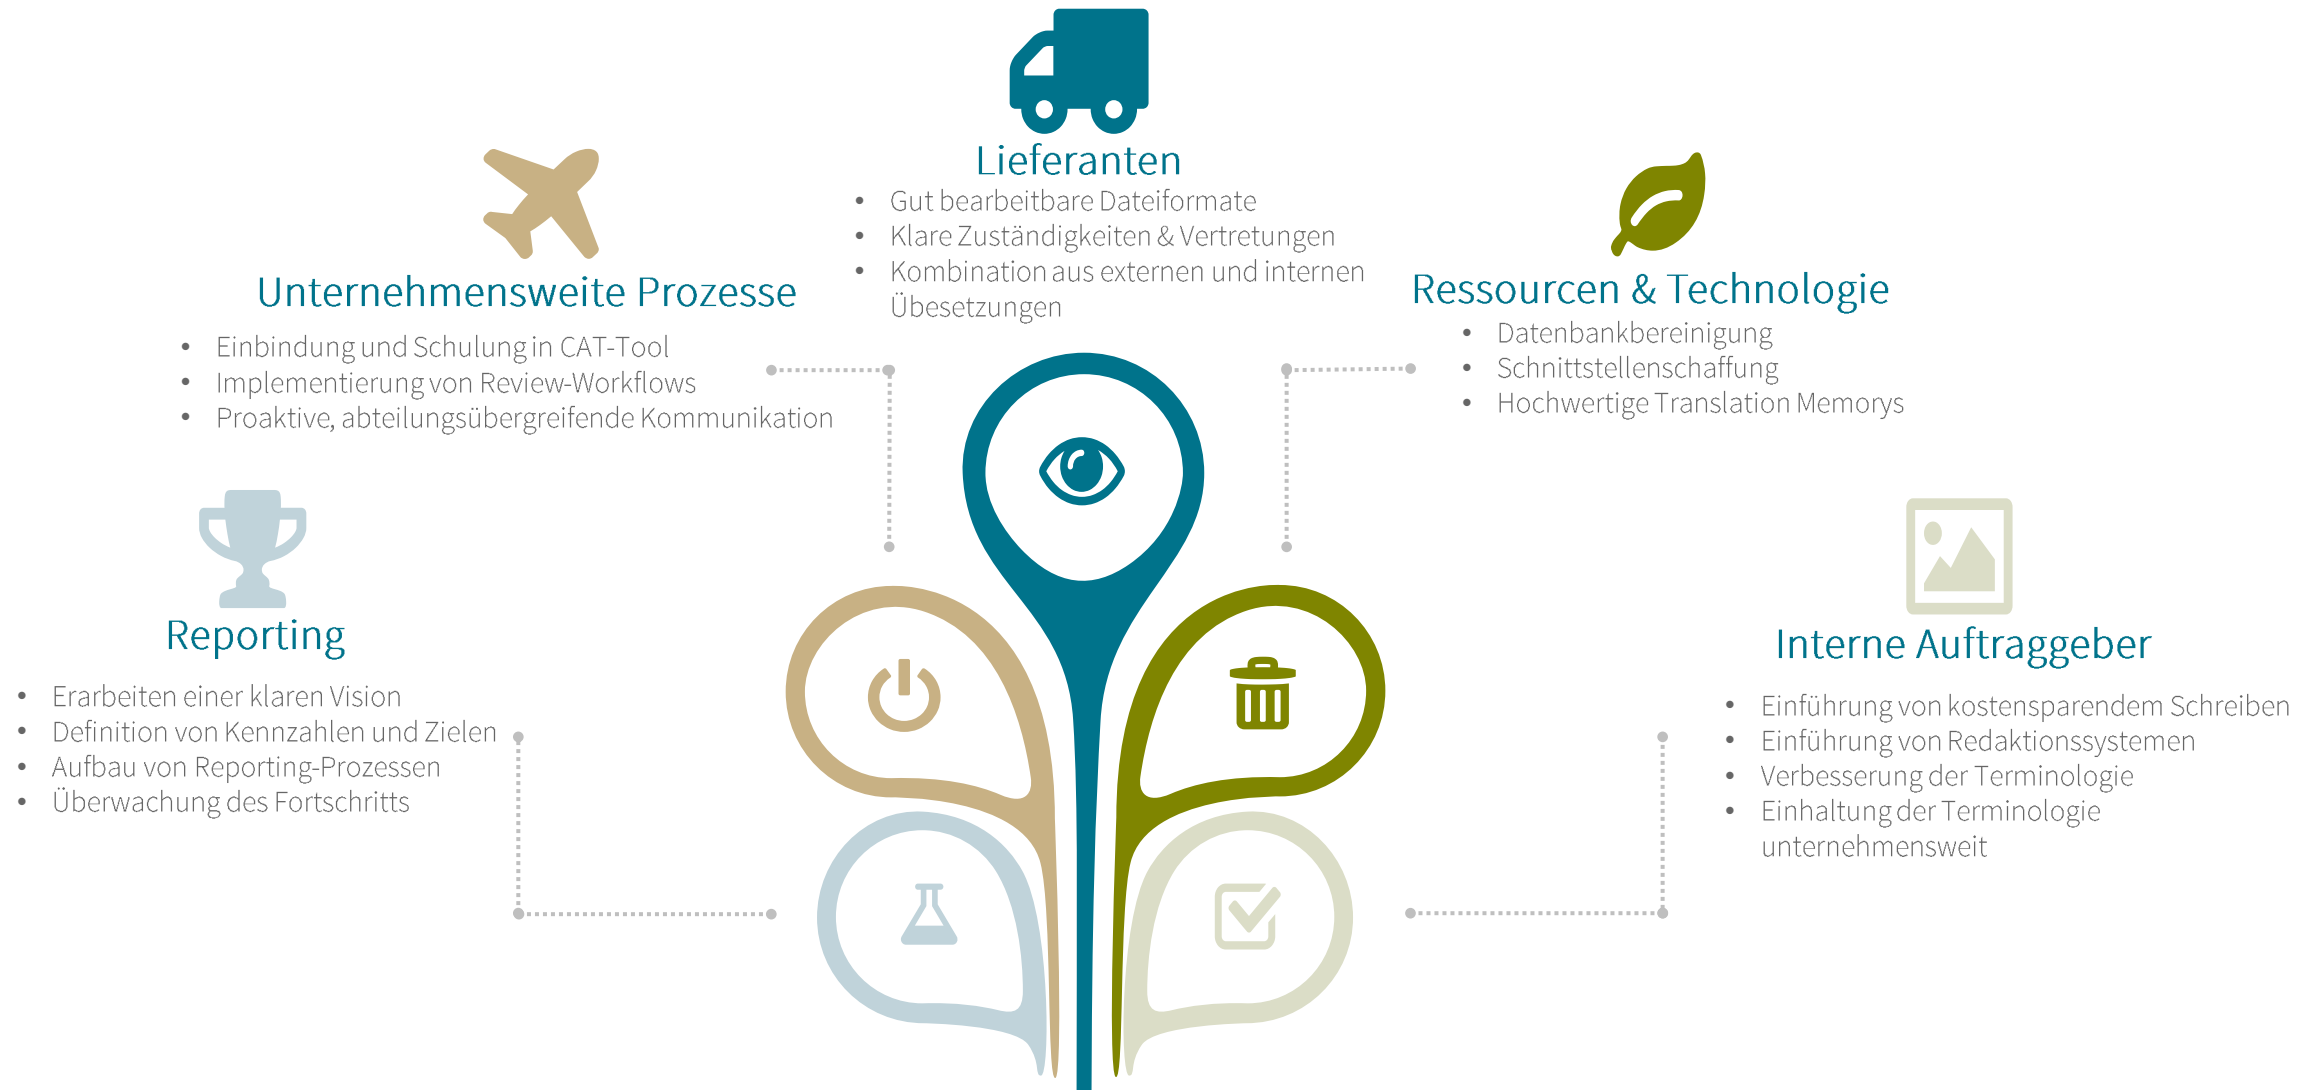 Lieferanten
• Gut bearbeitbare Dateiformate
• Klare Zuständigkeiten & Vertretungen
• Kombination aus externen und internen
Übesetzungen
Unternehmensweite Prozesse
• Einbindung und Schulung in CAT-Tool
• Implementierung von Review-Workflows
• Proaktive, abteilungsübergreifende Kommunikation
Ressourcen & Technologie
• Datenbankbereinigung
• Schnittstellenschaffung
• Hochwertige Translation Memorys
Reporting
• Erarbeiten einer klaren Vision
• Definition von Kennzahlen und Zielen
• Aufbau von Reporting-Prozessen
• Überwachung des Fortschritts
Interne Auftraggeber
• Einführung von kostensparendem Schreiben
• Einführung von Redaktionssystemen
• Verbesserung der Terminologie
• Einhaltung der Terminologie
unternehmensweit